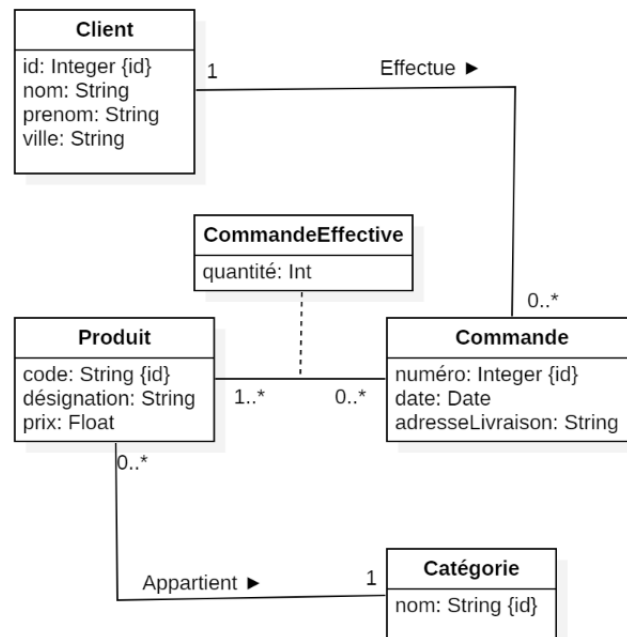 Client
id: Integer {id}
nom: String
prenom: String
ville: String
1
Effectue ►
0..*
CommandeEffective
quantité: Int
Produit
code: String {id}
désignation: String
prix: Float
1..*
0..*
Commande
numéro: Integer {id}
date: Date
adresseLivraison: String
0..*
Appartient ►
1
Catégorie
nom: String {id}